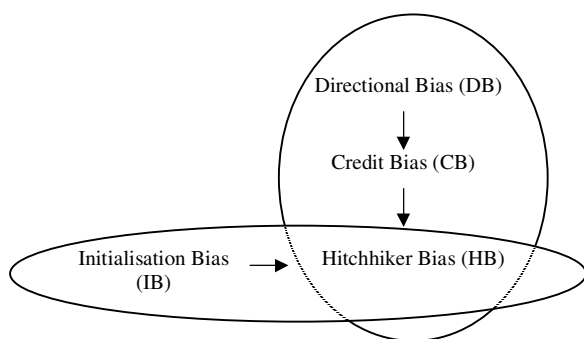 Directional Bias (DB)
Credit Bias (CB)
Initialisation Bias
(IB)
Hitchhiker Bias (HB)